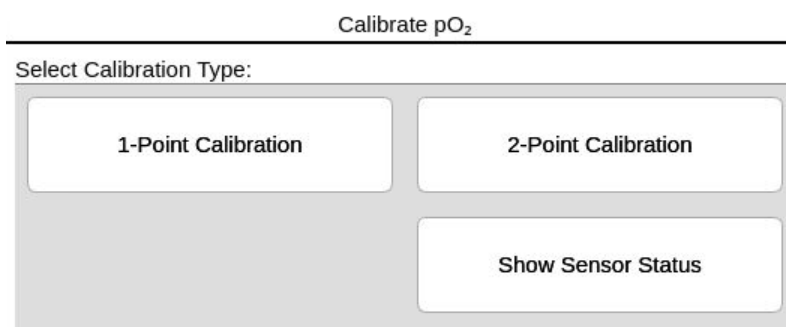 Calibrate pO₂
Select Calibration Type:
1-Point Calibration
2-Point Calibration
Show Sensor Status